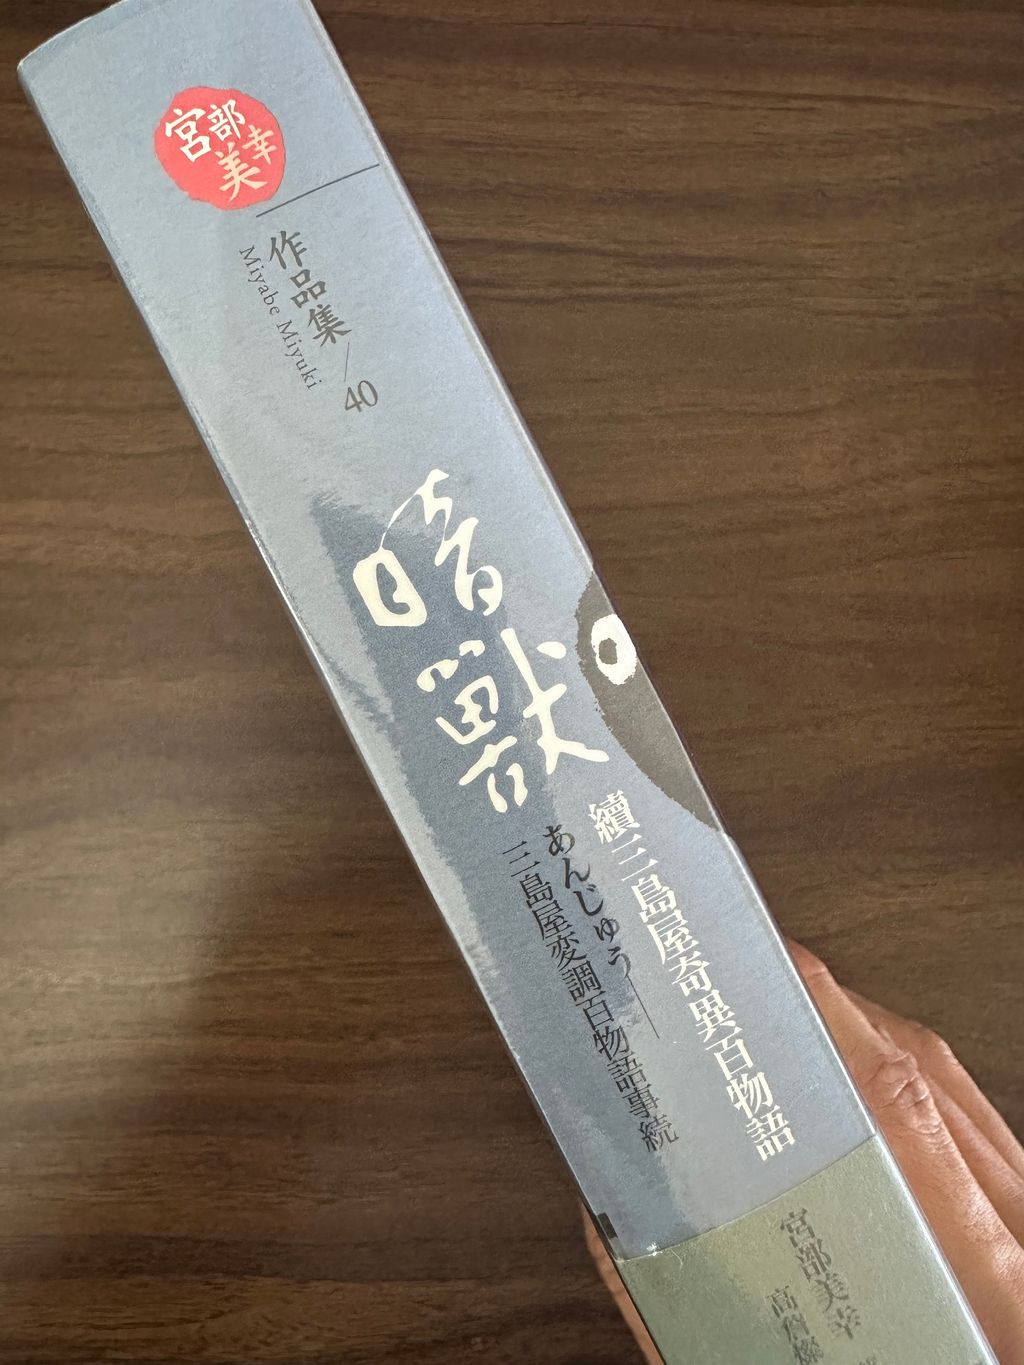 宮部美幸
作品集／40
Miyabe Miyuki
暗獸
續三島屋奇異百物語
あんじゅう──
三島屋変調百物語事続
宮部美幸
高